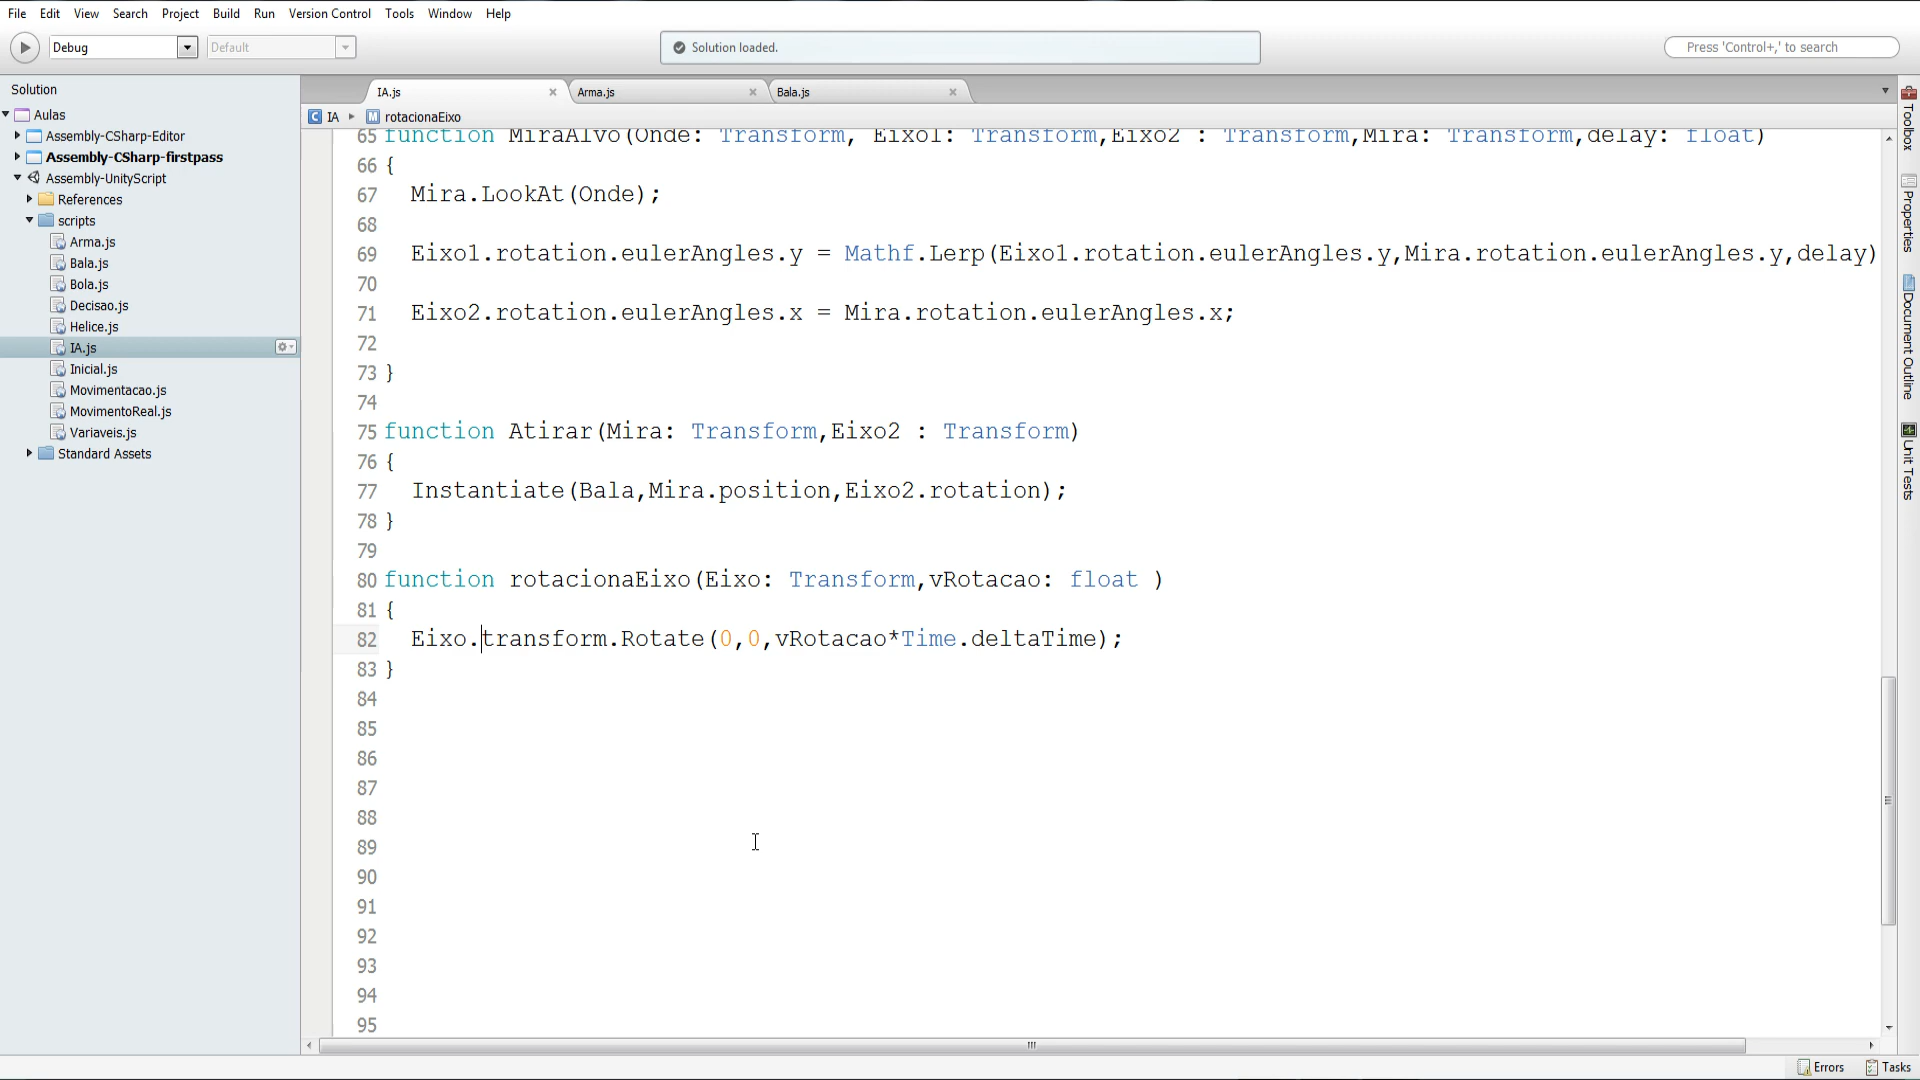 File Edit View Search Project Build Run Version Control Tools Window Help
Debug Default Solution loaded. Press 'Control+,' to search
Solution
Aulas
Assembly-CSharp-Editor
Assembly-CSharp-firstpass
Assembly-UnityScript
References
scripts
Arma.js
Bala.js
Bola.js
Decisao.js
Helice.js
IA.js
Inicial.js
Movimentacao.js
MovimentoReal.js
Variaveis.js
Standard Assets
IA.js Arma.js Bala.js
IA rotacionaEixo
65 function MiraAlvo(Onde: Transform, Eixo1: Transform,Eixo2 : Transform,Mira: Transform,delay: float)
66 {
67 Mira.LookAt(Onde);
68
69 Eixo1.rotation.eulerAngles.y = Mathf.Lerp(Eixo1.rotation.eulerAngles.y,Mira.rotation.eulerAngles.y,delay)
70
71 Eixo2.rotation.eulerAngles.x = Mira.rotation.eulerAngles.x;
72
73 }
74
75 function Atirar(Mira: Transform,Eixo2 : Transform)
76 {
77 Instantiate(Bala,Mira.position,Eixo2.rotation);
78 }
79
80 function rotacionaEixo(Eixo: Transform,vRotacao: float )
81 {
82 Eixo.transform.Rotate(0,0,vRotacao*Time.deltaTime);
83 }
84
85
86
87
88
89
90
91
92
93
94
95
Toolbox
Properties
Document Outline
Unit Tests
Errors Tasks